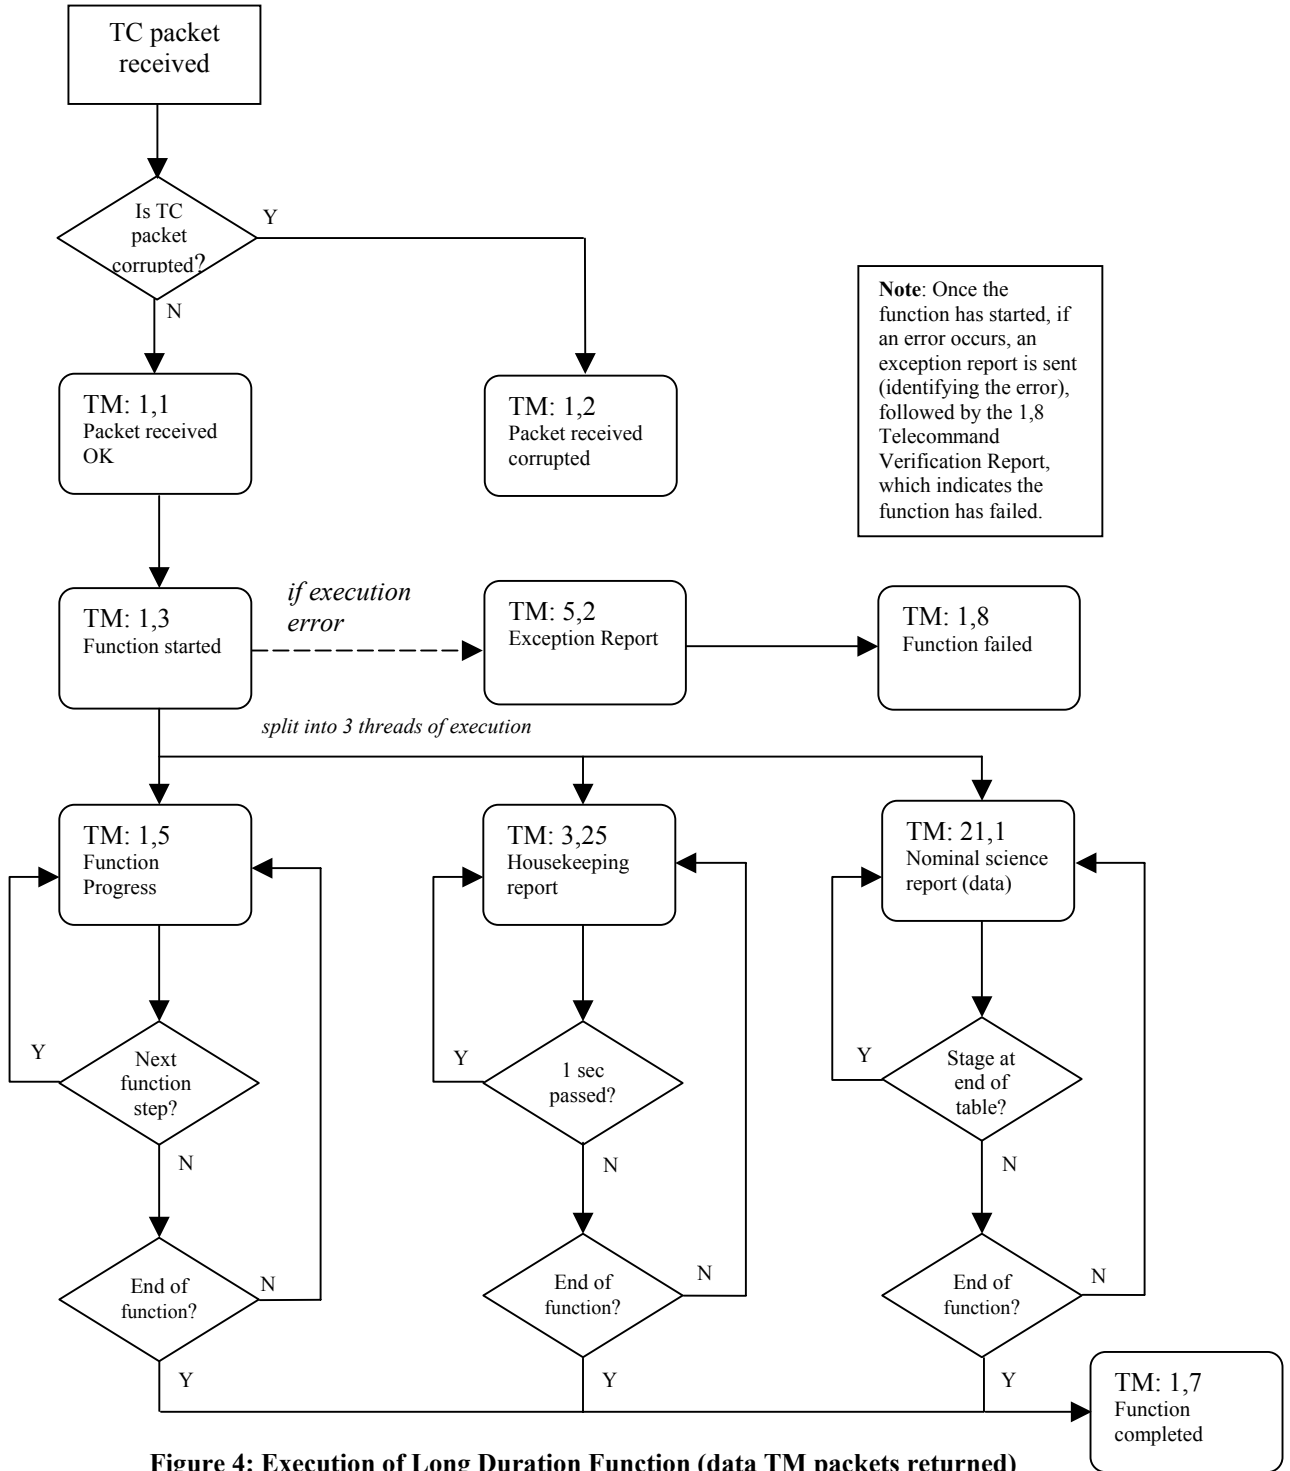 TC packet
received
Is TC
packet
corrupted?
Y
N
Note: Once the
function has started, if
an error occurs, an
exception report is sent
(identifying the error),
followed by the 1,8
Telecommand
Verification Report,
which indicates the
function has failed.
TM: 1,1
Packet received
OK
TM: 1,2
Packet received
corrupted
TM: 1,3
Function started
if execution
error
TM: 5,2
Exception Report
TM: 1,8
Function failed
split into 3 threads of execution
TM: 1,5
Function
Progress
TM: 3,25
Housekeeping
report
TM: 21,1
Nominal science
report (data)
Y
Next
function
step?
N
Y
1 sec
passed?
N
Y
Stage at
end of
table?
N
End of
function?
N
Y
End of
function?
N
Y
End of
function?
N
Y
TM: 1,7
Function
completed
Figure 4: Execution of Long Duration Function (data TM packets returned)